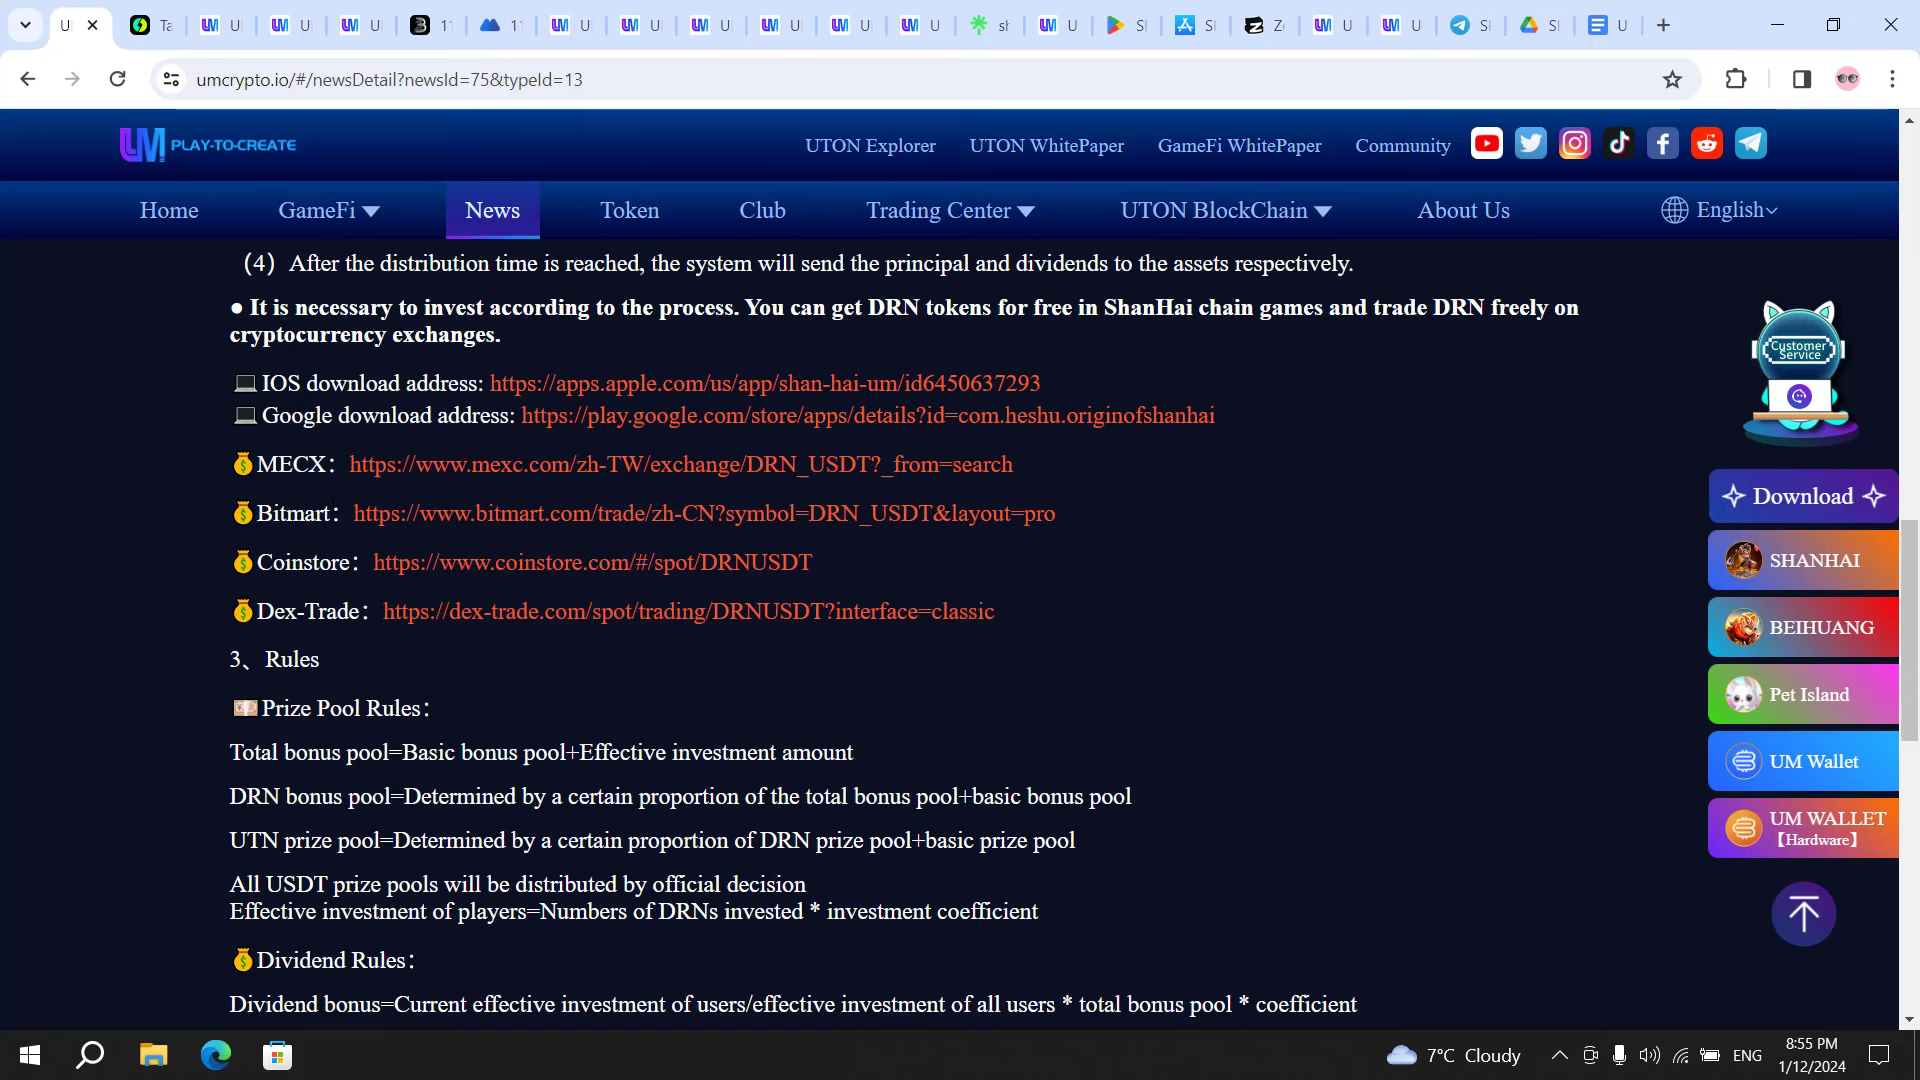 U
Ta
U
U
U
11
11
U
U
U
U
U
U
sh
U
SI
SI
Zo
U
U
SI
SI
U
umcrypto.io/#/newsDetail?newsId=75&typeId=13
UM PLAY-TO-CREATE
UTON Explorer
UTON WhitePaper
GameFi WhitePaper
Community
Home
GameFi
News
Token
Club
Trading Center
UTON BlockChain
About Us
English
（4）After the distribution time is reached, the system will send the principal and dividends to the assets respectively.
● It is necessary to invest according to the process. You can get DRN tokens for free in ShanHai chain games and trade DRN freely on
cryptocurrency exchanges.
💻IOS download address: https://apps.apple.com/us/app/shan-hai-um/id6450637293
💻Google download address: https://play.google.com/store/apps/details?id=com.heshu.originofshanhai
💰MECX： https://www.mexc.com/zh-TW/exchange/DRN_USDT?_from=search
💰Bitmart： https://www.bitmart.com/trade/zh-CN?symbol=DRN_USDT&layout=pro
💰Coinstore： https://www.coinstore.com/#/spot/DRNUSDT
💰Dex-Trade： https://dex-trade.com/spot/trading/DRNUSDT?interface=classic
3、Rules
💴Prize Pool Rules：
Total bonus pool=Basic bonus pool+Effective investment amount
DRN bonus pool=Determined by a certain proportion of the total bonus pool+basic bonus pool
UTN prize pool=Determined by a certain proportion of DRN prize pool+basic prize pool
All USDT prize pools will be distributed by official decision
Effective investment of players=Numbers of DRNs invested * investment coefficient
💰Dividend Rules：
Dividend bonus=Current effective investment of users/effective investment of all users * total bonus pool * coefficient
Customer
Service
Download
SHANHAI
BEIHUANG
Pet Island
UM Wallet
UM WALLET
【Hardware】
7°C Cloudy
ENG
8:55 PM
1/12/2024